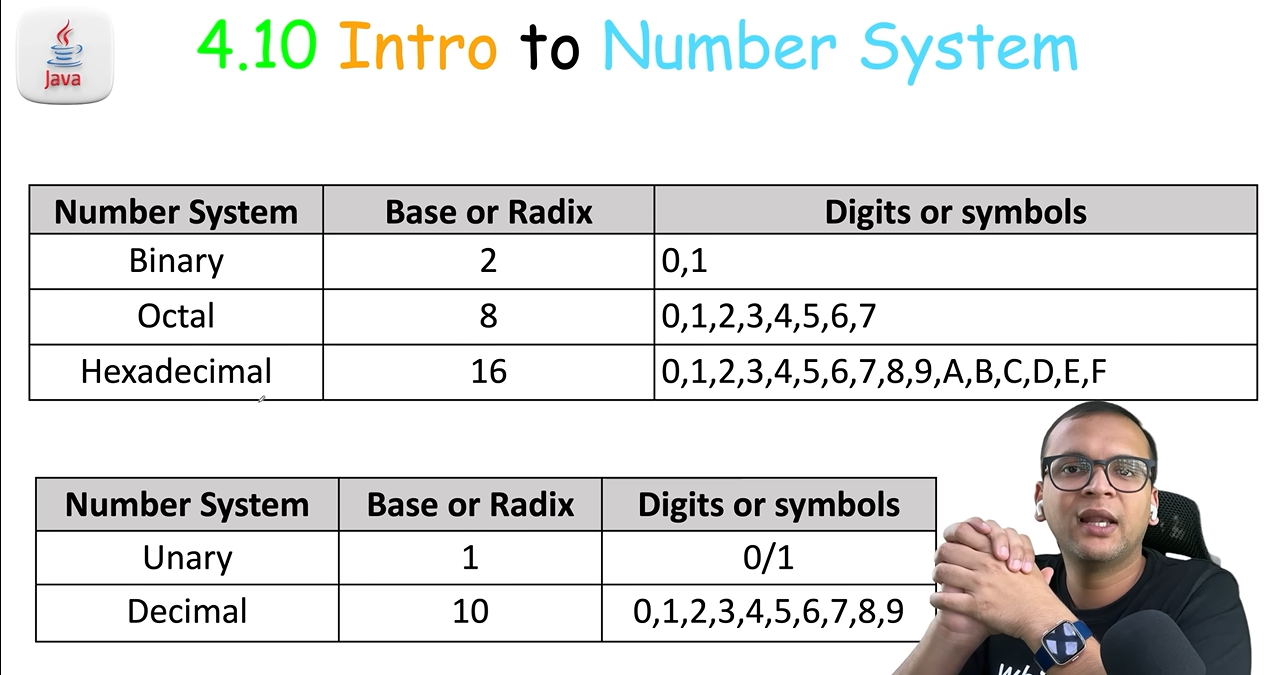 Java
4.10 Intro to Number System
Number System Base or Radix Digits or symbols
Binary 2 0,1
Octal 8 0,1,2,3,4,5,6,7
Hexadecimal 16 0,1,2,3,4,5,6,7,8,9,A,B,C,D,E,F
Number System Base or Radix Digits or symbols
Unary 1 0/1
Decimal 10 0,1,2,3,4,5,6,7,8,9